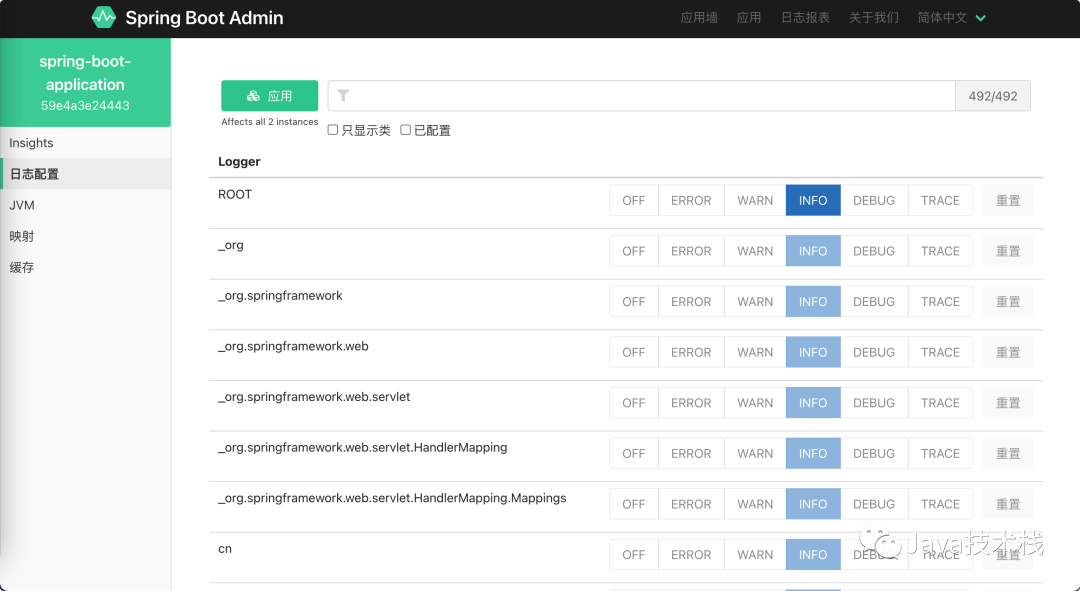 Spring Boot Admin 应用墙 应用 日志报表 关于我们 简体中文
spring-boot-
application
59e4a3e24443
Insights
日志配置
JVM
映射
缓存
应用 492/492
Affects all 2 instances
只显示类 已配置
Logger
ROOT OFF ERROR WARN INFO DEBUG TRACE 重置
_org OFF ERROR WARN INFO DEBUG TRACE 重置
_org.springframework OFF ERROR WARN INFO DEBUG TRACE 重置
_org.springframework.web OFF ERROR WARN INFO DEBUG TRACE 重置
_org.springframework.web.servlet OFF ERROR WARN INFO DEBUG TRACE 重置
_org.springframework.web.servlet.HandlerMapping OFF ERROR WARN INFO DEBUG TRACE 重置
_org.springframework.web.servlet.HandlerMapping.Mappings OFF ERROR WARN INFO DEBUG TRACE 重置
cn OFF ERROR WARN INFO DEBUG TRACE 重置
Java技术栈